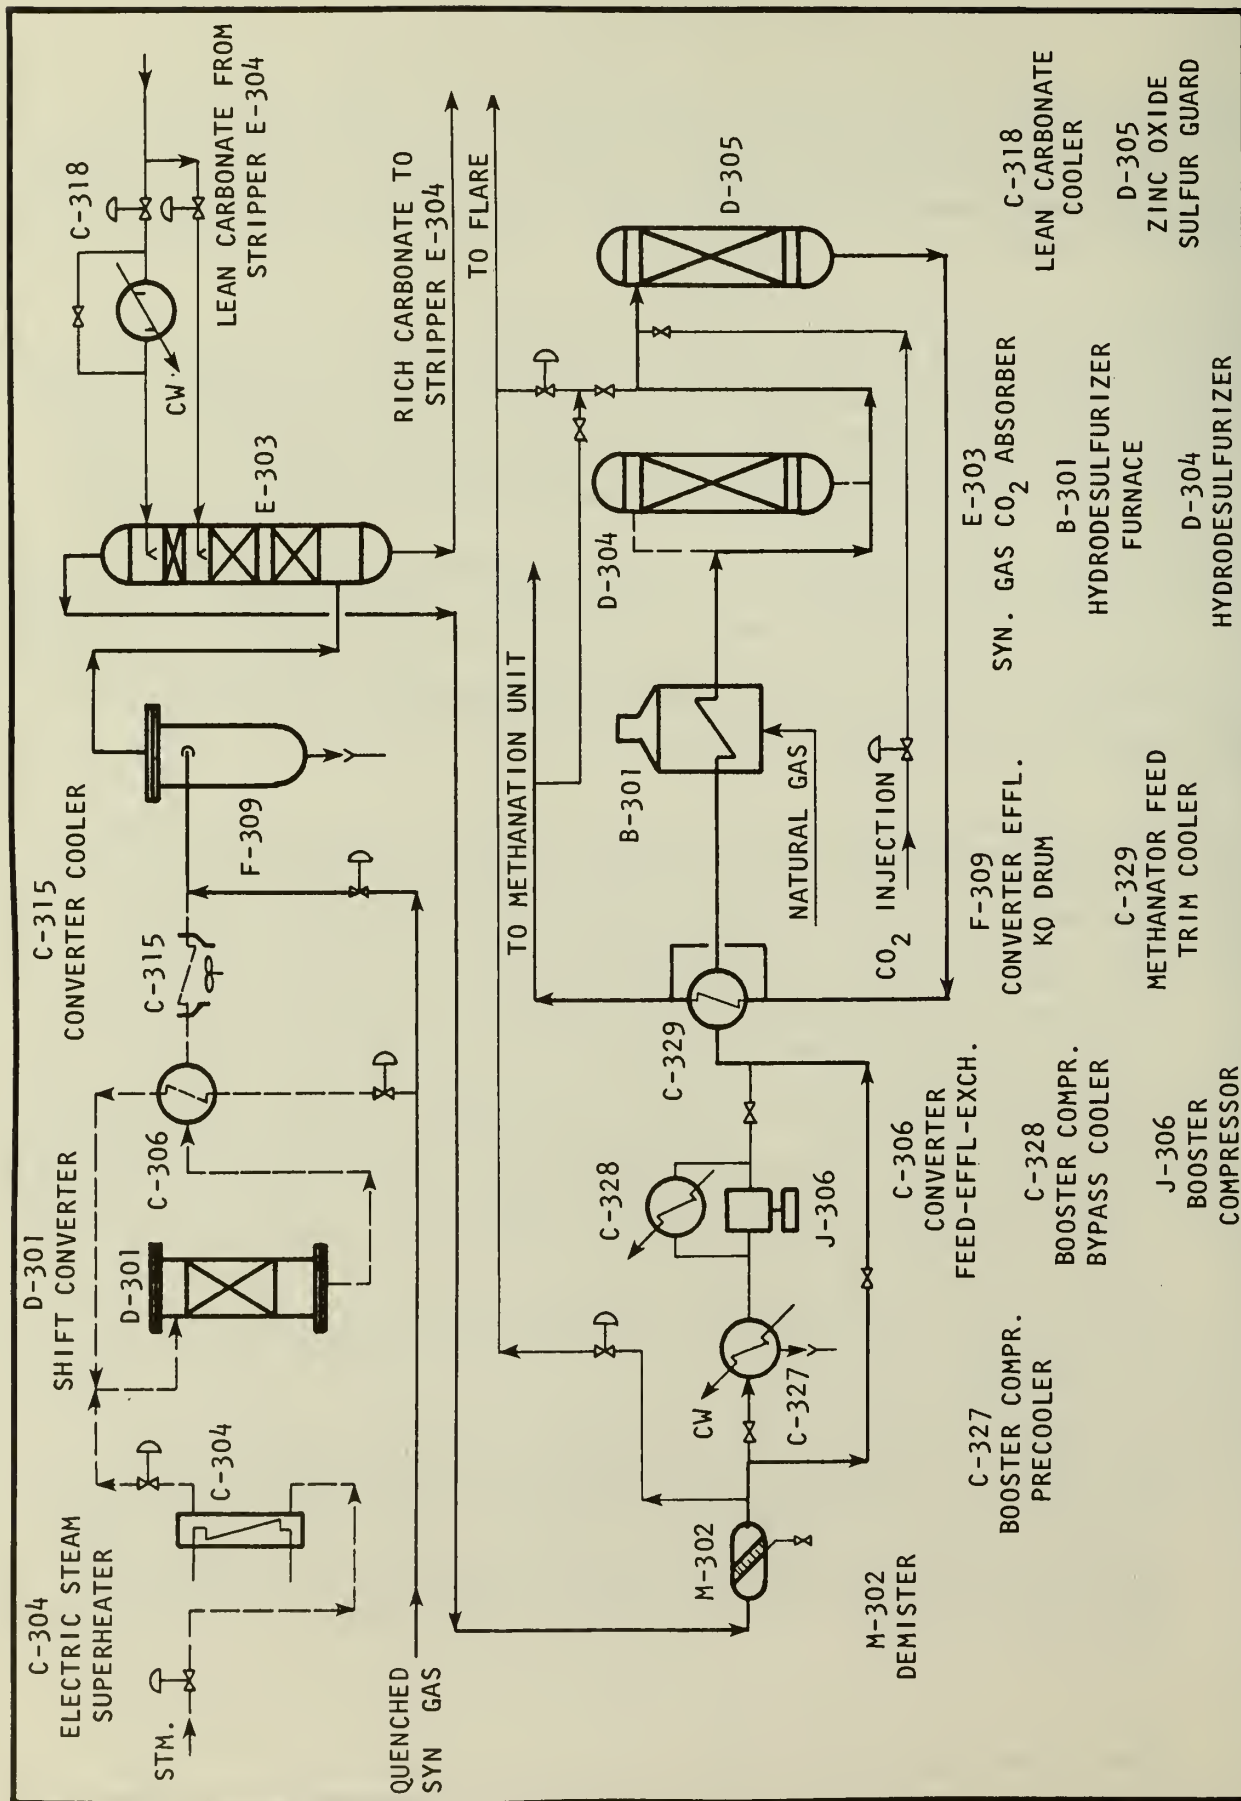 C-304
ELECTRIC STEAM
SUPERHEATER
STM.
C-304
D-301
SHIFT CONVERTER
D-301
C-306
C-315
CONVERTER COOLER
C-315
F-309
E-303
C-318
CW
LEAN CARBONATE FROM
STRIPPER E-304
QUENCHED
SYN GAS
RICH CARBONATE TO
STRIPPER E-304
TO FLARE
TO METHANATION UNIT
M-302
CW
C-327
C-328
J-306
C-329
B-301
NATURAL GAS
D-304
D-305
CO2 INJECTION
M-302
DEMISTER
C-327
BOOSTER COMPR.
PRECOOLER
C-306
CONVERTER
FEED-EFFL-EXCH.
C-328
BOOSTER COMPR.
BYPASS COOLER
J-306
BOOSTER
COMPRESSOR
F-309
CONVERTER EFFL.
KO DRUM
C-329
METHANATOR FEED
TRIM COOLER
E-303
SYN. GAS CO2 ABSORBER
B-301
HYDRODESULFURIZER
FURNACE
D-304
HYDRODESULFURIZER
C-318
LEAN CARBONATE
COOLER
D-305
ZINC OXIDE
SULFUR GUARD